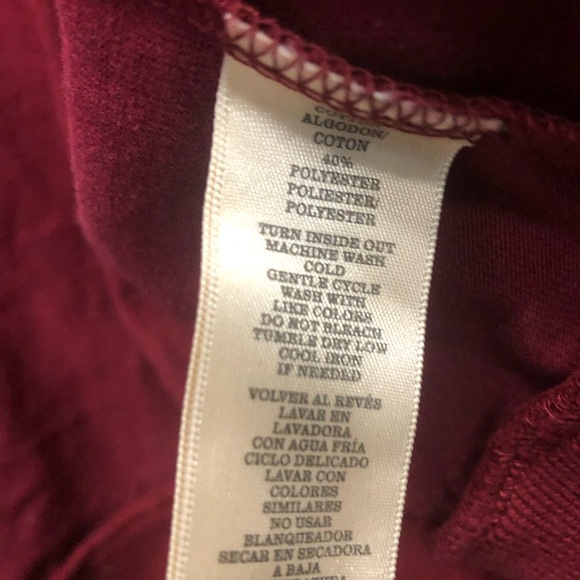 COTTON/
ALGODON/
COTON
40%
POLYESTER
POLIESTER/
POLYESTER
TURN INSIDE OUT
MACHINE WASH
COLD
GENTLE CYCLE
WASH WITH
LIKE COLORS
DO NOT BLEACH
TUMBLE DRY LOW
COOL IRON
IF NEEDED
VOLVER AL REVÉS
LAVAR EN
LAVADORA
CON AGUA FRÍA
CICLO DELICADO
LAVAR CON
COLORES
SIMILARES
NO USAR
BLANQUEADOR
SECAR EN SECADORA
A BAJA